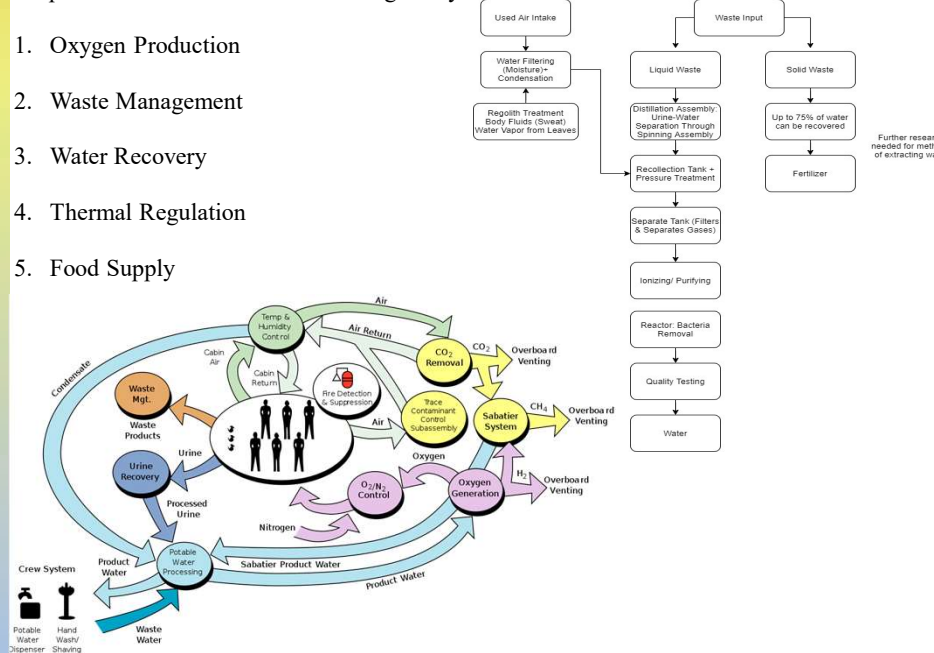 1. Oxygen Production
2. Waste Management
3. Water Recovery
4. Thermal Regulation
5. Food Supply
Used Air Intake
Water Filtering
(Moisture)+
Condensation
Regolith Treatment
Body Fluids (Sweat)
Water Vapor from Leaves
Waste Input
Liquid Waste
Solid Waste
Distillation Assembly:
Urine-Water
Separation Through
Spinning Assembly
Up to 75% of water
can be recovered
Further
needed for
of extracting
Recollection Tank +
Pressure Treatment
Fertilizer
Separate Tank (Filters
& Separates Gases)
Ionizing/ Purifying
Reactor: Bacteria
Removal
Quality Testing
Water
Air
Temp &
Humidity
Control
Air Return
Cabin
Air
Cabin
Return
Condensate
CO2
Removal
CO2
Overboard
Venting
Fire Detection
& Suppression
Waste
Mgt.
Waste
Products
Air
Trace
Contaminant
Control
Subassembly
Sabatier
System
CH4
Overboard
Venting
Urine
Urine
Recovery
Oxygen
O2/N2
Control
Oxygen
Generation
H2
Overboard
Venting
Processed
Urine
Nitrogen
Potable
Water
Processing
Sabatier Product Water
Product Water
Crew System
Product
Water
Potable
Water
Dispenser
Hand
Wash/
Shaving
Waste
Water